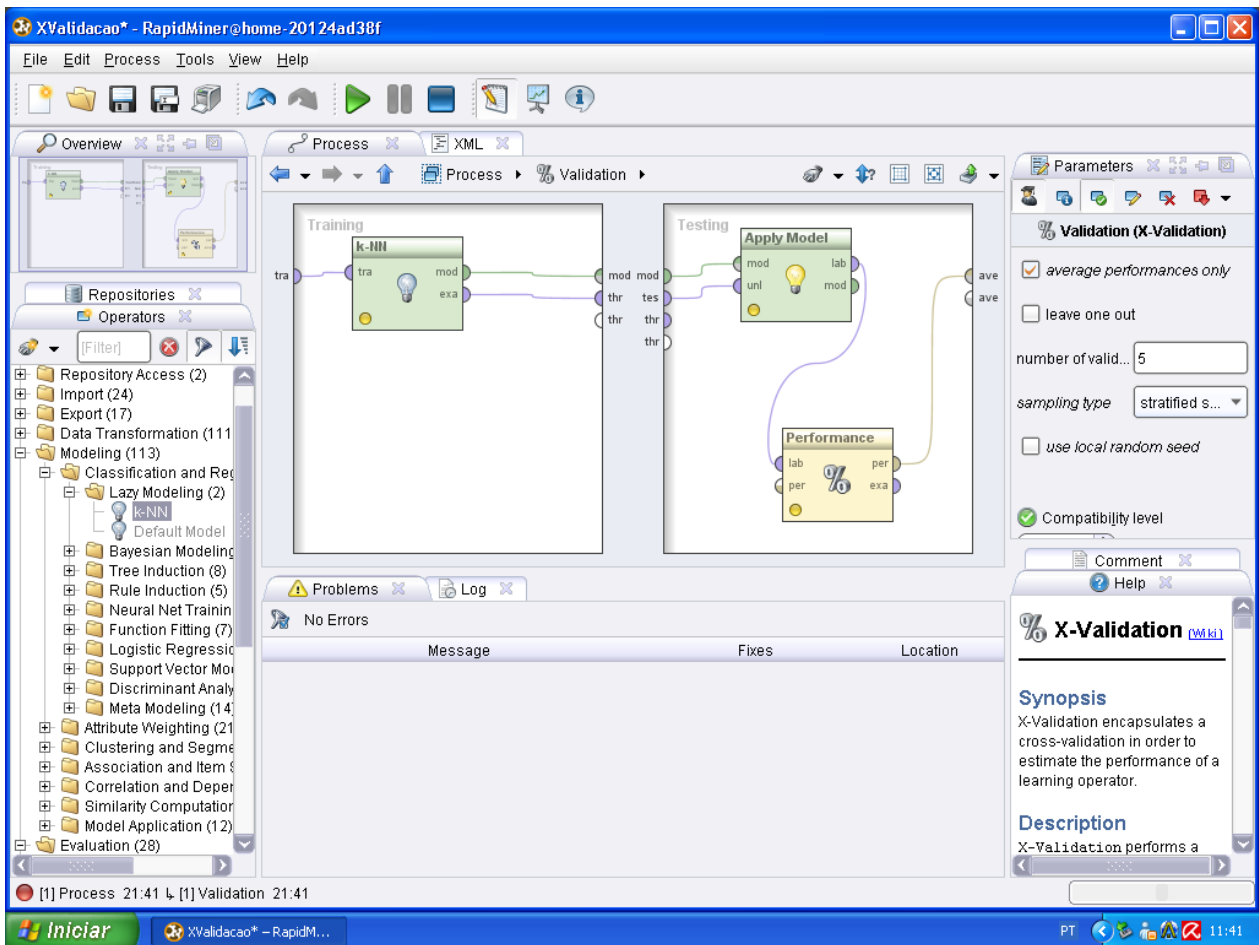 XValidacao* - RapidMiner@home-20124ad38f
File Edit Process Tools View Help
Overview
Process
XML
Process
Validation
Training
k-NN
tra
tra
mod
exa
mod
thr
thr
Testing
mod
tes
thr
thr
Apply Model
mod
unl
lab
mod
ave
ave
Performance
lab
per
per
exa
Repositories
Operators
[Filter]
Repository Access (2)
Import (24)
Export (17)
Data Transformation (111
Modeling (113)
Classification and Reg
Lazy Modeling (2)
k-NN
Default Model
Bayesian Modeling
Tree Induction (8)
Rule Induction (5)
Neural Net Trainin
Function Fitting (7)
Logistic Regressio
Support Vector Mo
Discriminant Analy
Meta Modeling (14
Attribute Weighting (21
Clustering and Segme
Association and Item S
Correlation and Depen
Similarity Computation
Model Application (12)
Evaluation (28)
Problems
Log
No Errors
Message Fixes Location
Parameters
Validation (X-Validation)
average performances only
leave one out
number of valid... 5
sampling type stratified s...
use local random seed
Compatibility level
Comment
Help
X-Validation (Wiki)
Synopsis
X-Validation encapsulates a
cross-validation in order to
estimate the performance of a
learning operator.
Description
X-Validation performs a
[1] Process 21:41 ↳ [1] Validation 21:41
Iniciar
XValidacao* – RapidM...
PT
11:41